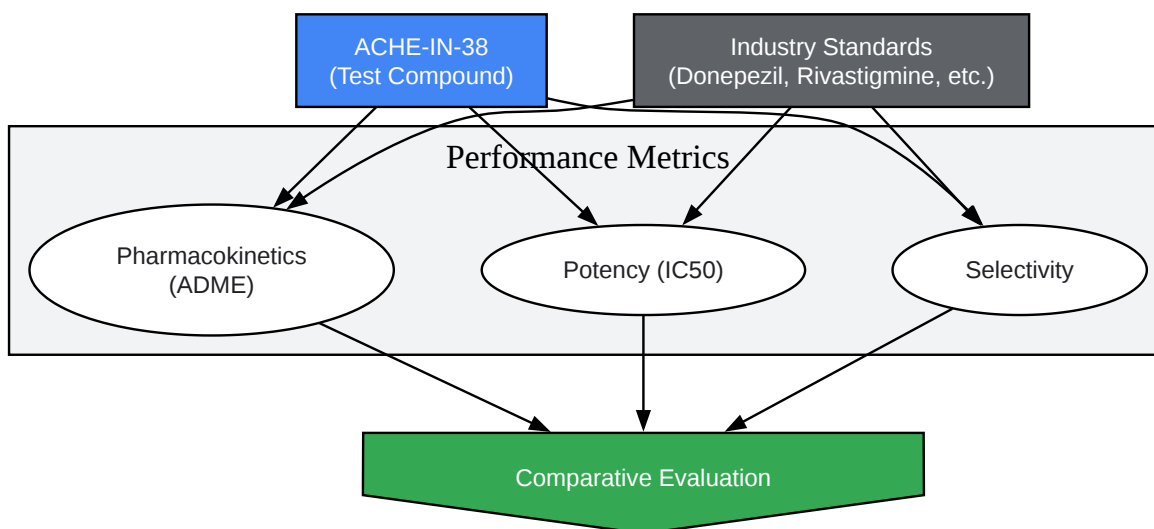 ACHE-IN-38
(Test Compound)
Industry Standards
(Donepezil, Rivastigmine, etc.)
Performance Metrics
Pharmacokinetics
(ADME)
Potency (IC50)
Selectivity
Comparative Evaluation